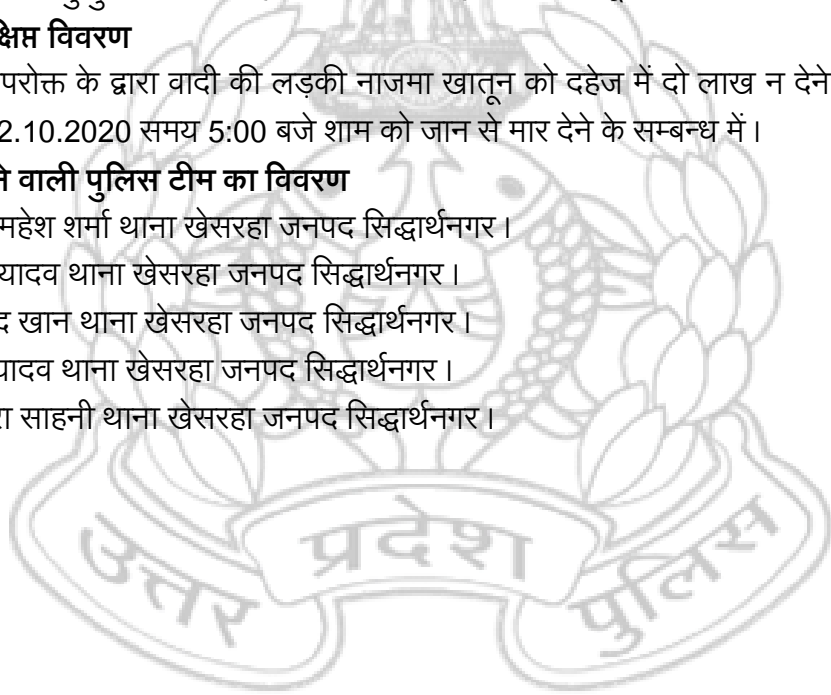 क्षिप्त विवरण
परोक्त के द्वारा वादी की लड़की नाजमा खातून को दहेज में दो लाख न देने
2.10.2020 समय 5:00 बजे शाम को जान से मार देने के सम्बन्ध में।
ने वाली पुलिस टीम का विवरण
महेश शर्मा थाना खेसरहा जनपद सिद्धार्थनगर।
यादव थाना खेसरहा जनपद सिद्धार्थनगर।
द खान थाना खेसरहा जनपद सिद्धार्थनगर।
यादव थाना खेसरहा जनपद सिद्धार्थनगर।
रा साहनी थाना खेसरहा जनपद सिद्धार्थनगर।
उत्तर प्रदेश पुलिस